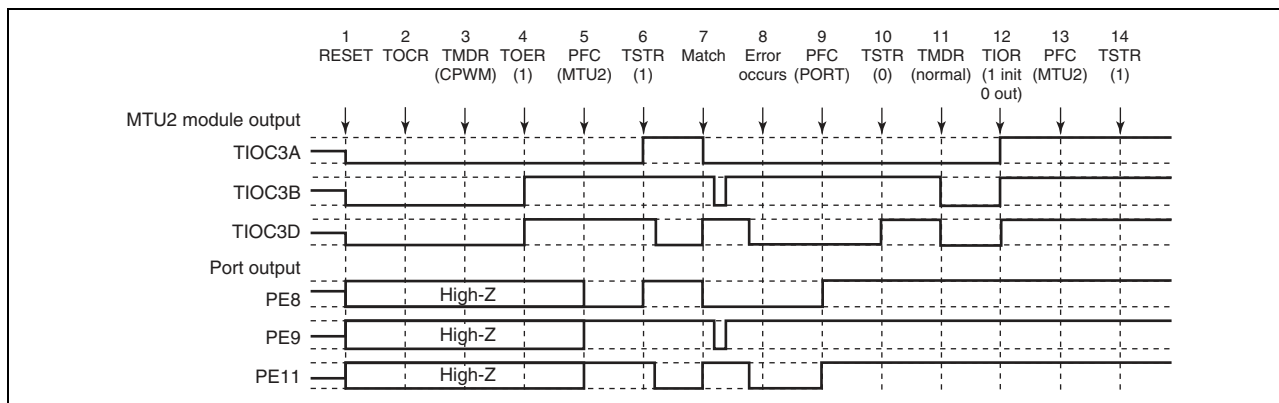 1 2 3 4 5 6 7 8 9 10 11 12 13 14
RESET TOCR TMDR TOER PFC TSTR Match Error PFC TSTR TMDR TIOR PFC TSTR
(CPWM) (1) (MTU2) (1) occurs (PORT) (0) (normal) (1 init (MTU2) (1)
0 out)
MTU2 module output
TIOC3A
TIOC3B
TIOC3D
Port output
PE8 High-Z
PE9 High-Z
PE11 High-Z